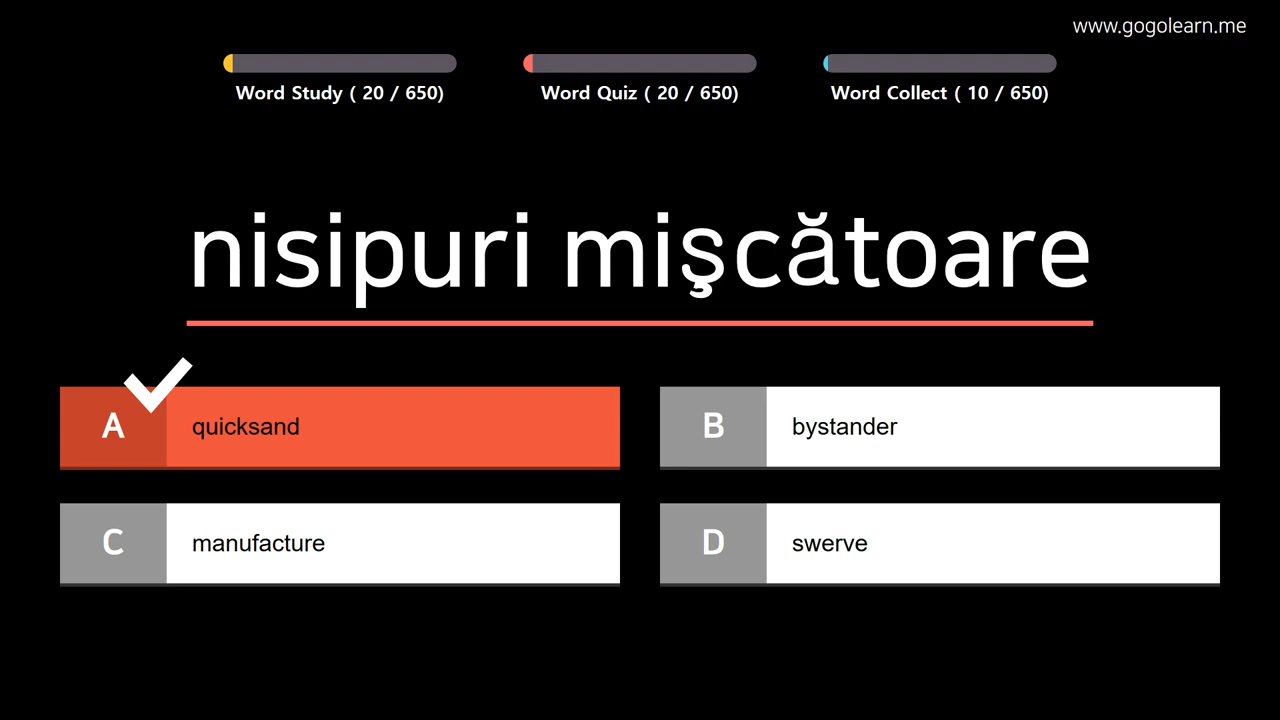 www.gogolearn.me
Word Study ( 20 / 650)
Word Quiz ( 20 / 650)
Word Collect ( 10 / 650)
nisipuri mişcătoare
A quicksand
B bystander
C manufacture
D swerve